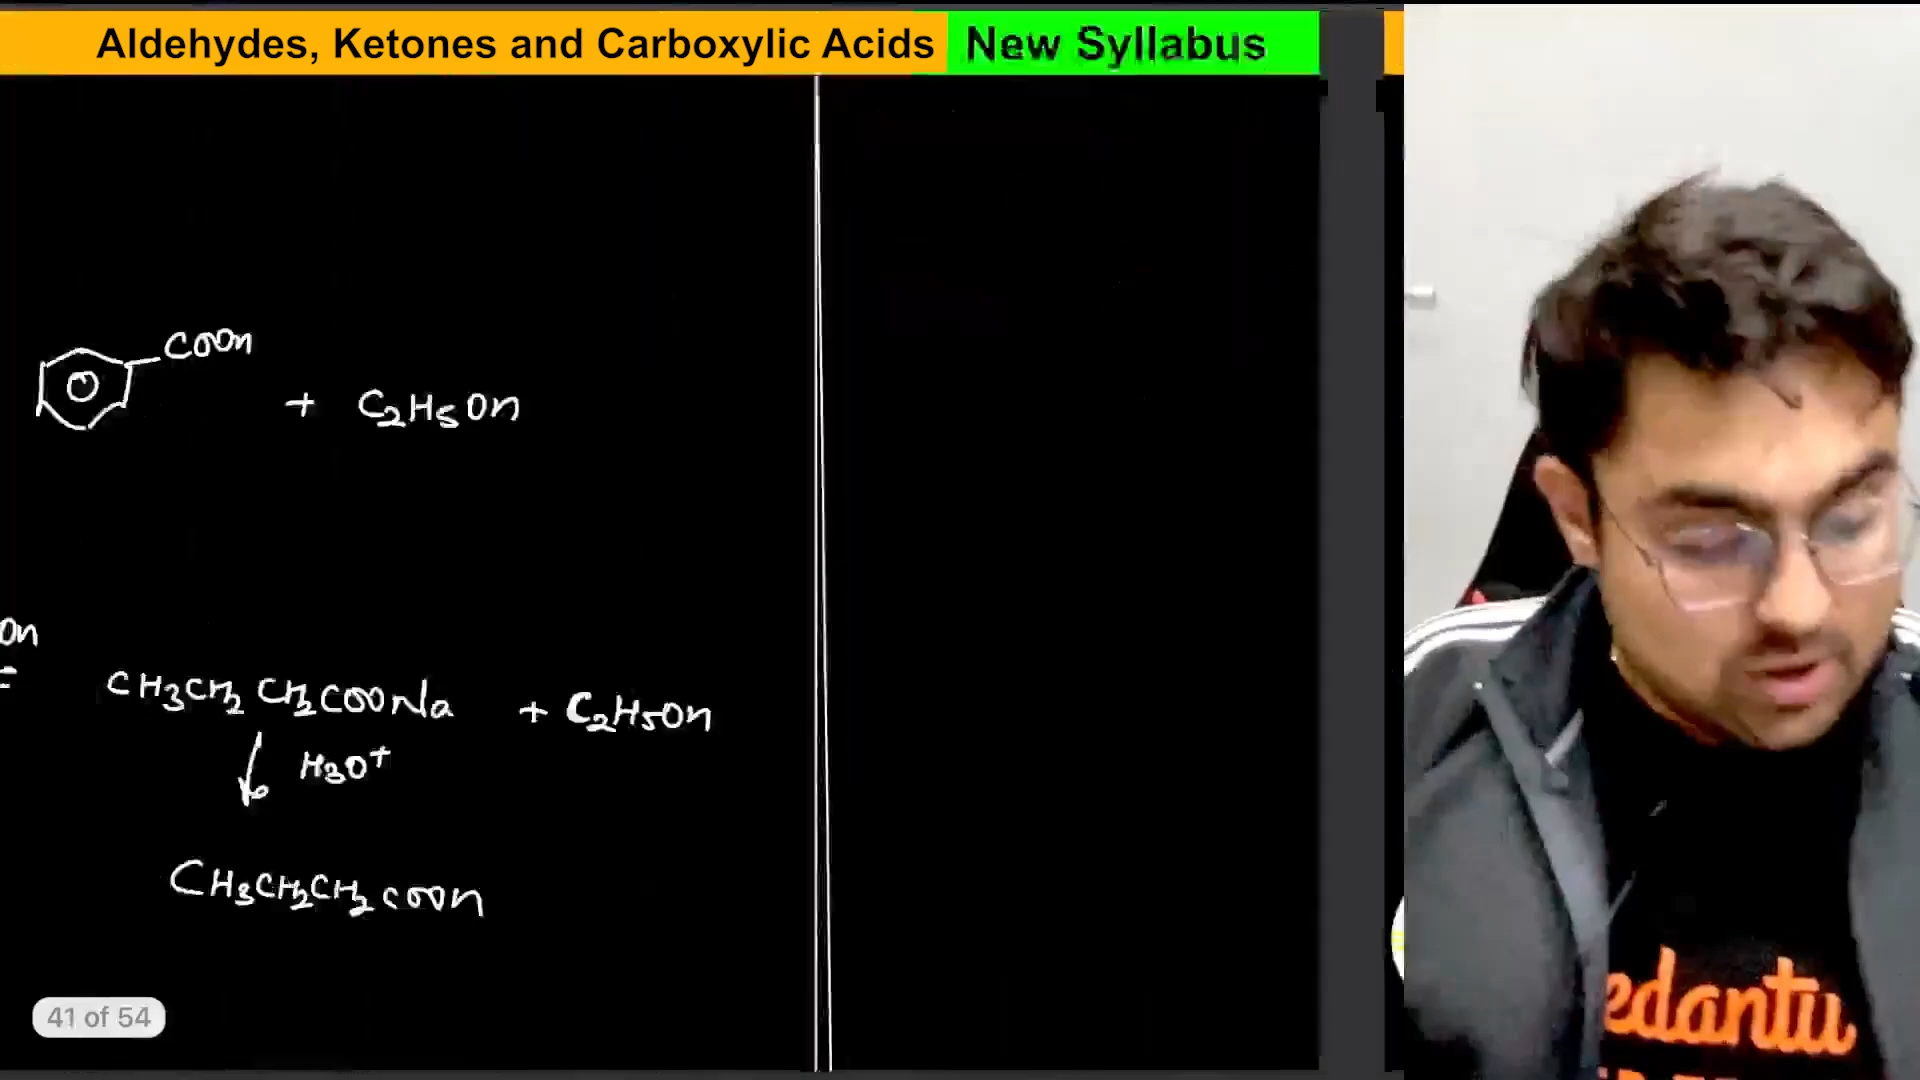 Aldehydes, Ketones and Carboxylic Acids New Syllabus
COOH
+ C2H5OH
OH
=
CH3CH2CH2COONa + C2H5OH
H3O+
CH3CH2CH2COOH
41 of 54
edantu